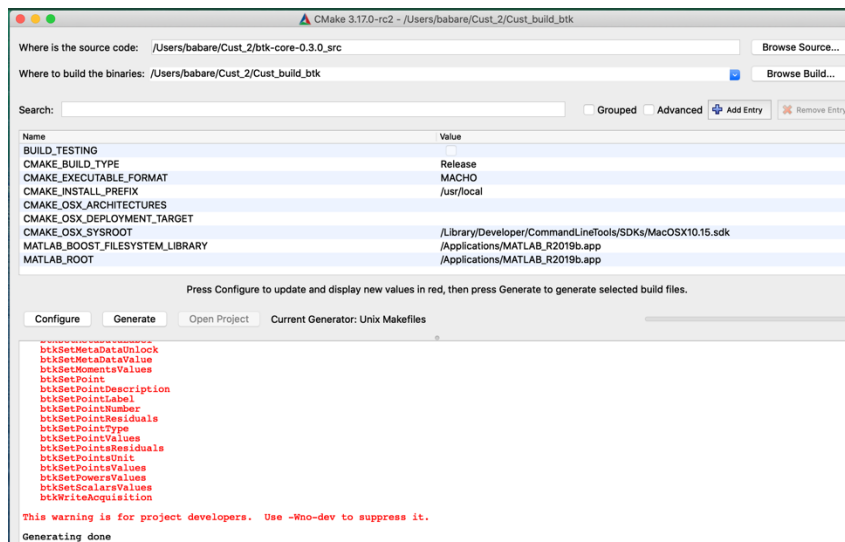 CMake 3.17.0-rc2 - /Users/babare/Cust_2/Cust_build_btk
Where is the source code: /Users/babare/Cust_2/btk-core-0.3.0_src Browse Source...
Where to build the binaries: /Users/babare/Cust_2/Cust_build_btk Browse Build...
Search: Grouped Advanced Add Entry Remove Entry
Name Value
BUILD_TESTING
CMAKE_BUILD_TYPE Release
CMAKE_EXECUTABLE_FORMAT MACHO
CMAKE_INSTALL_PREFIX /usr/local
CMAKE_OSX_ARCHITECTURES
CMAKE_OSX_DEPLOYMENT_TARGET
CMAKE_OSX_SYSROOT /Library/Developer/CommandLineTools/SDKs/MacOSX10.15.sdk
MATLAB_BOOST_FILESYSTEM_LIBRARY /Applications/MATLAB_R2019b.app
MATLAB_ROOT /Applications/MATLAB_R2019b.app
Press Configure to update and display new values in red, then press Generate to generate selected build files.
Configure Generate Open Project Current Generator: Unix Makefiles
btkSetMetaDataUnlock
btkSetMetaDataValue
btkSetMomentsValues
btkSetPoint
btkSetPointDescription
btkSetPointLabel
btkSetPointNumber
btkSetPointResiduals
btkSetPointType
btkSetPointValues
btkSetPointsResiduals
btkSetPointsUnit
btkSetPointsValues
btkSetPowersValues
btkSetScalarsValues
btkWriteAcquisition
This warning is for project developers. Use -Wno-dev to suppress it.
Generating done